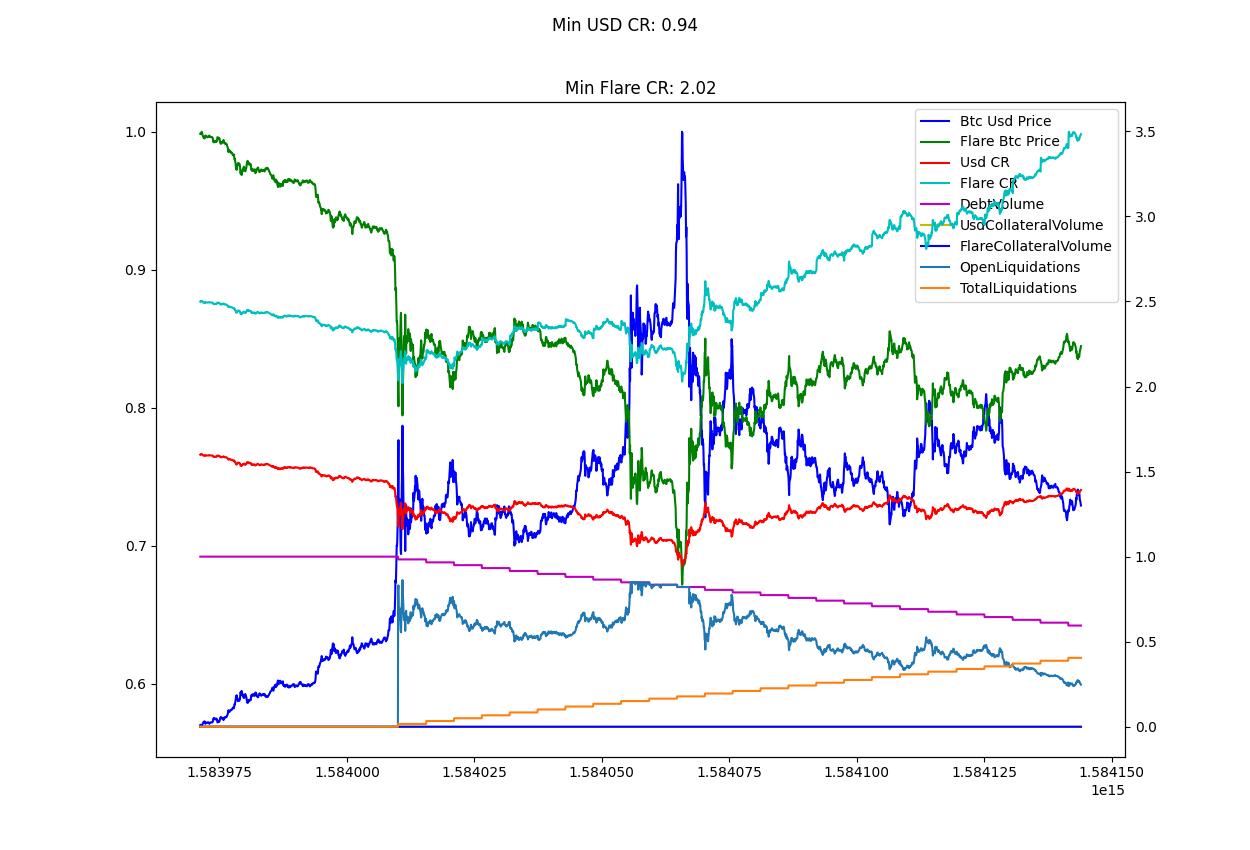 Min USD CR: 0.94
Min Flare CR: 2.02
1.0
0.9
0.8
0.7
0.6
3.5
3.0
2.5
2.0
1.5
1.0
0.5
0.0
Btc Usd Price
Flare Btc Price
Usd CR
Flare CR
DebtVolume
UsdCollateralVolume
FlareCollateralVolume
OpenLiquidations
TotalLiquidations
1.583975
1.584000
1.584025
1.584050
1.584075
1.584100
1.584125
1.584150
1e15